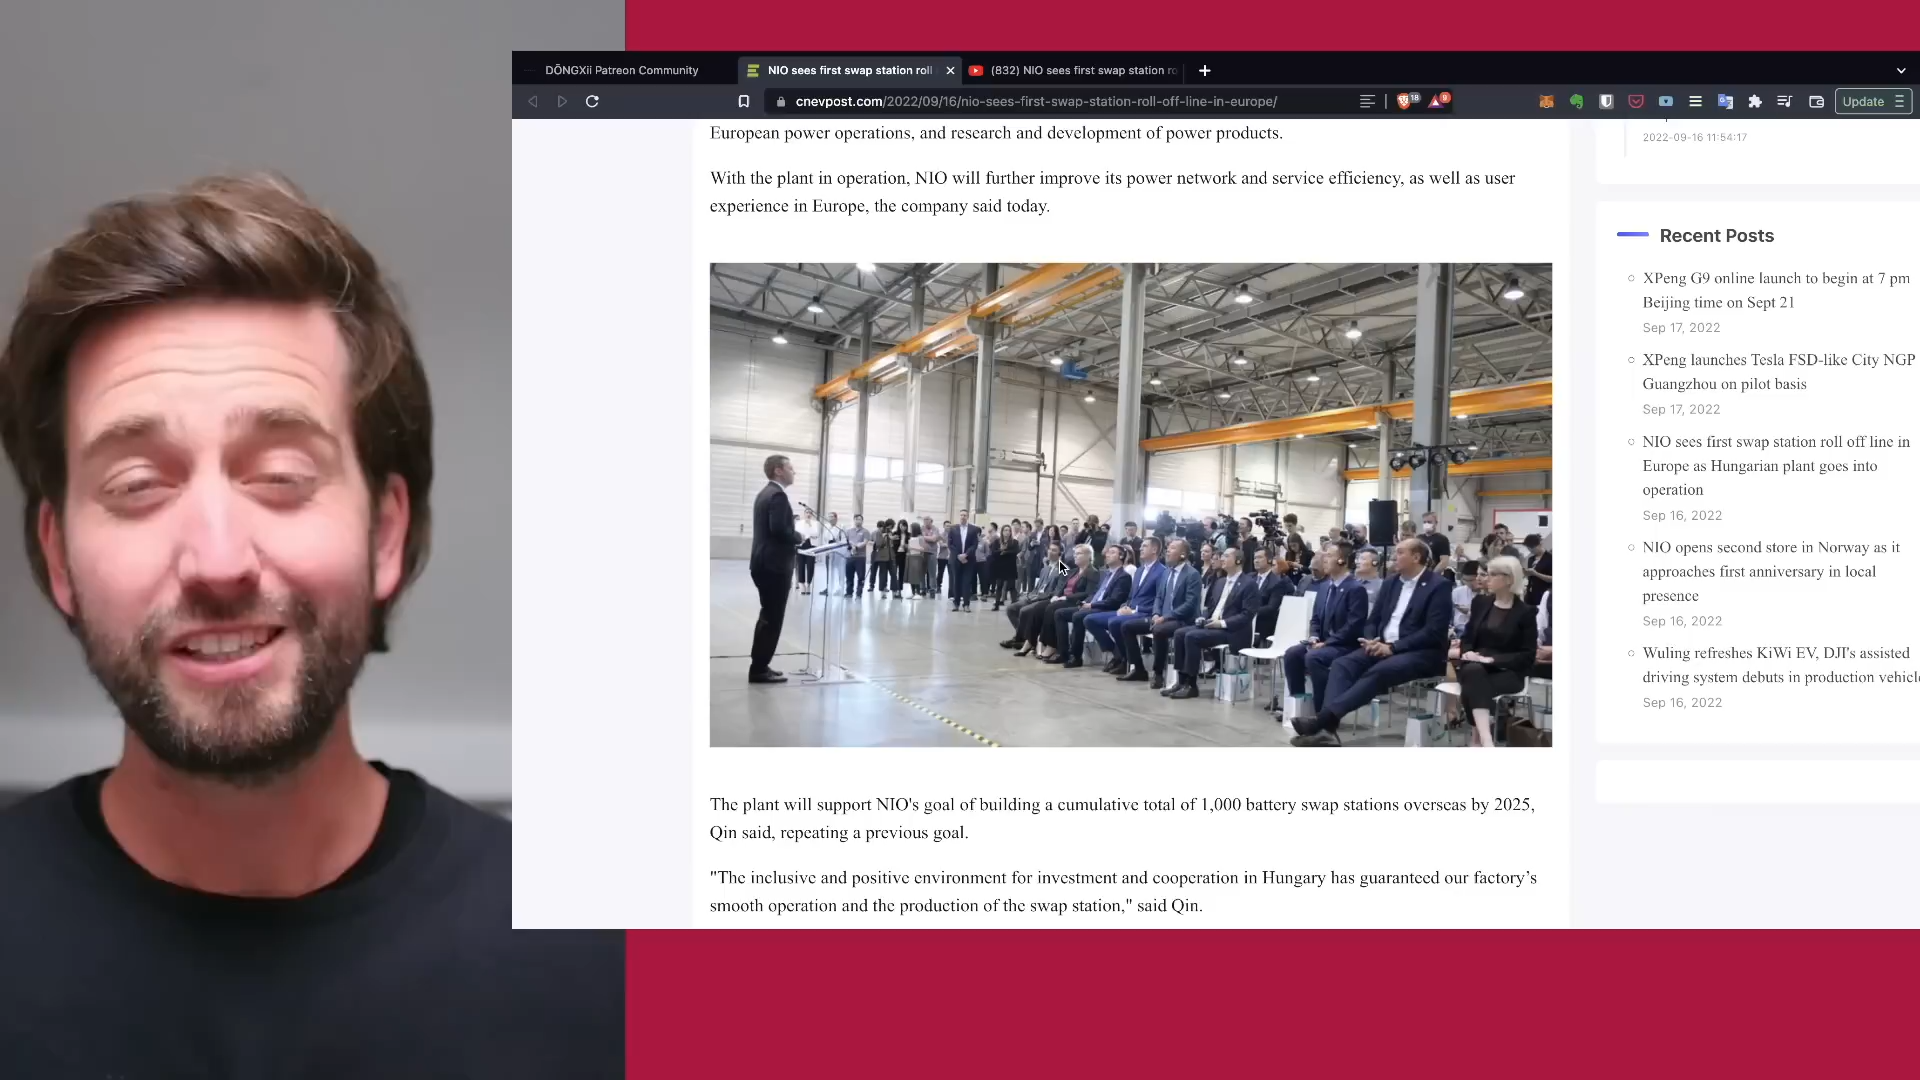 DŌNGXii Patreon Community
NIO sees first swap station roll
(832) NIO sees first swap station ro
cnevpost.com/2022/09/16/nio-sees-first-swap-station-roll-off-line-in-europe/
18
9
Update
European power operations, and research and development of power products.
With the plant in operation, NIO will further improve its power network and service efficiency, as well as user
experience in Europe, the company said today.
The plant will support NIO's goal of building a cumulative total of 1,000 battery swap stations overseas by 2025,
Qin said, repeating a previous goal.
"The inclusive and positive environment for investment and cooperation in Hungary has guaranteed our factory’s
smooth operation and the production of the swap station," said Qin.
2022-09-16 11:54:17
Recent Posts
XPeng G9 online launch to begin at 7 pm
Beijing time on Sept 21
Sep 17, 2022
XPeng launches Tesla FSD-like City NGP
Guangzhou on pilot basis
Sep 17, 2022
NIO sees first swap station roll off line in
Europe as Hungarian plant goes into
operation
Sep 16, 2022
NIO opens second store in Norway as it
approaches first anniversary in local
presence
Sep 16, 2022
Wuling refreshes KiWi EV, DJI's assisted
driving system debuts in production vehicle
Sep 16, 2022